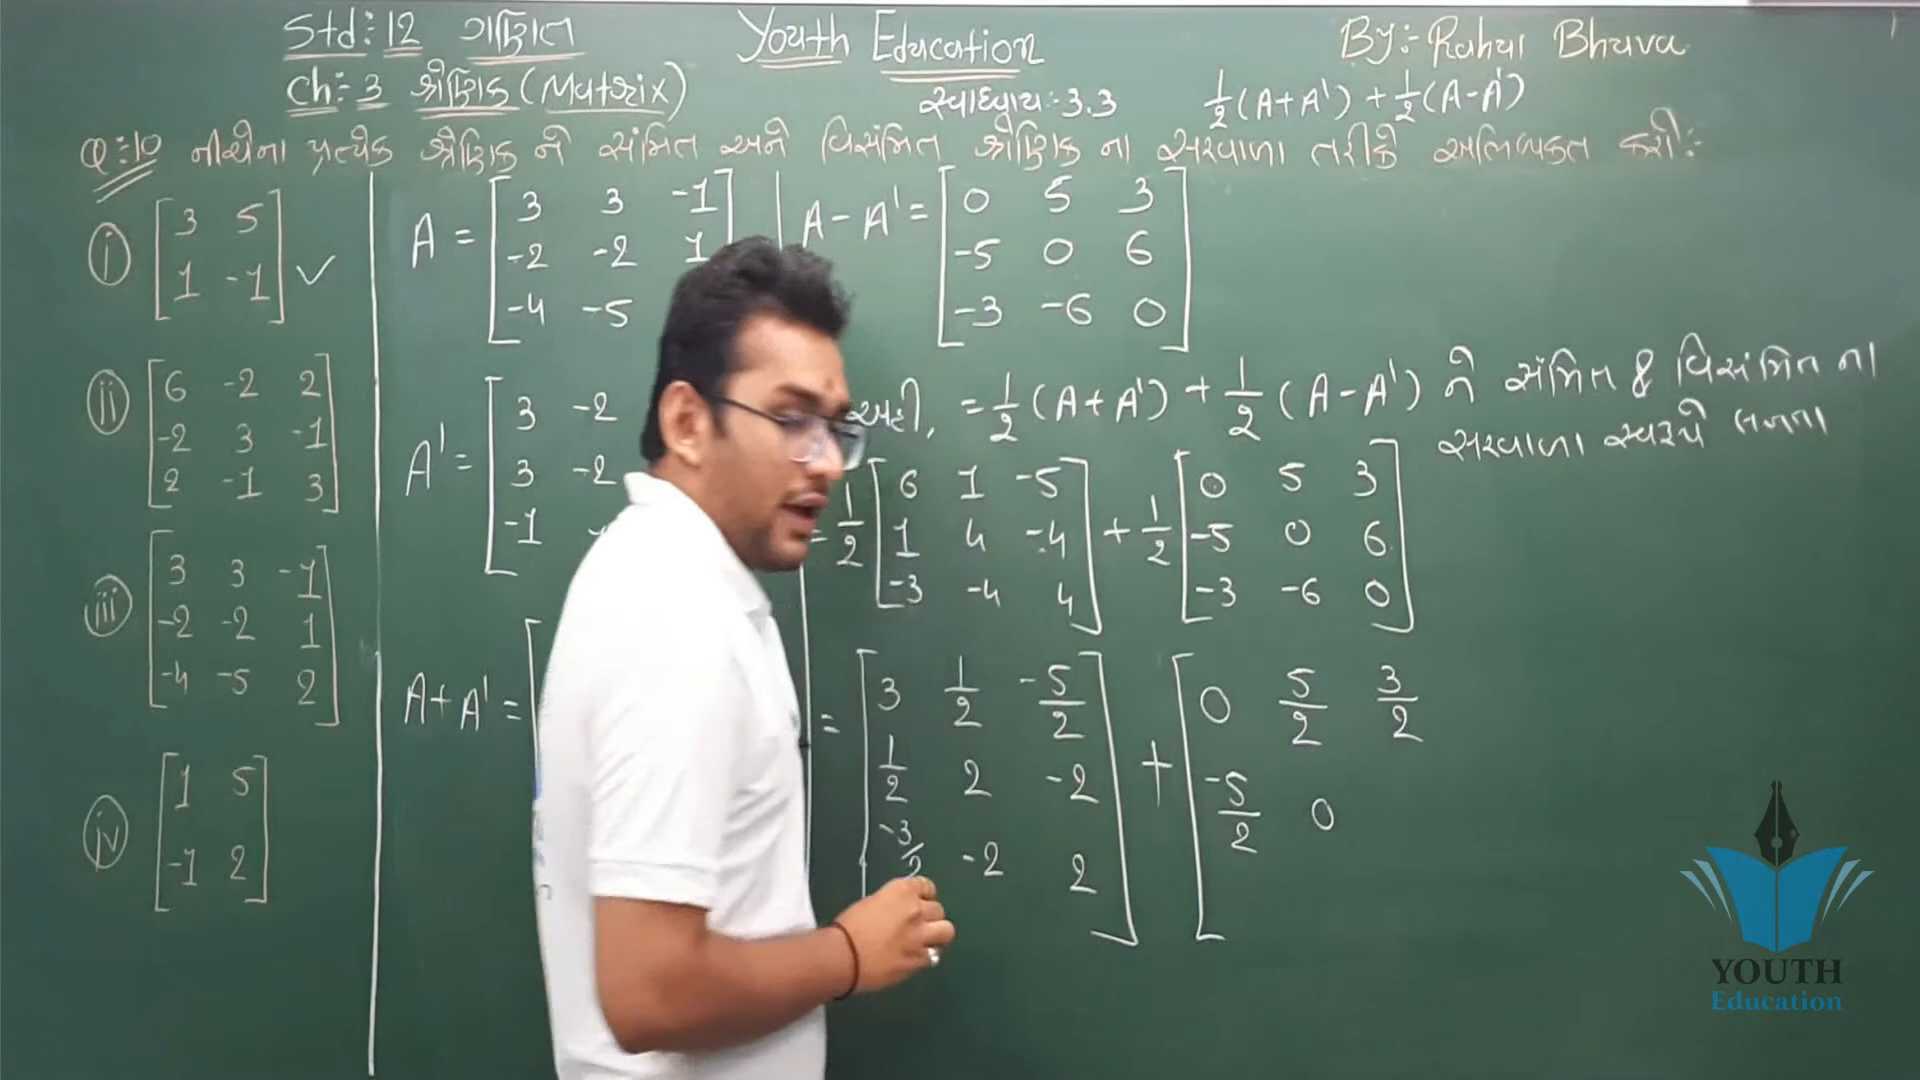 Std:- 12 ગણિત Youth Education By:- Rahul Bhuva
Ch:- 3 શ્રેણિક (Matrix) સ્વાધ્યાય:- 3.3 1/2 (A+A') + 1/2 (A-A')
Q:10 નીચેના પ્રત્યેક શ્રેણિક ને સંમિત અને વિસંમિત શ્રેણિક ના સરવાળા તરીકે અભિવ્યક્ત કરો:-
i) [3 5
1 -1] ✓
ii) [6 -2 2
-2 3 -1
2 -1 3]
iii) [3 3 -1
-2 -2 1
-4 -5 2]
iv) [1 5
-1 2]
A = [3 3 -1]
-2 -2 1
-4 -5
A' = [3 -2
3 -2
-1
A+A' = [
A - A' = [0 5 3
-5 0 6
-3 -6 0]
અહી, = 1/2 (A+A') + 1/2 (A-A') ને સંમિત & વિસંમિત ના
સરવાળા સ્વરૂપે
= 1/2 [6 1 -5 + 1/2 [0 5 3
1 4 -4 -5 0 6
-3 -4 4] -3 -6 0]
= [3 1/2 -5/2 + [0 5/2 3/2
1/2 2 -2 -5/2 0
-3/2 -2 2]
YOUTH
Education